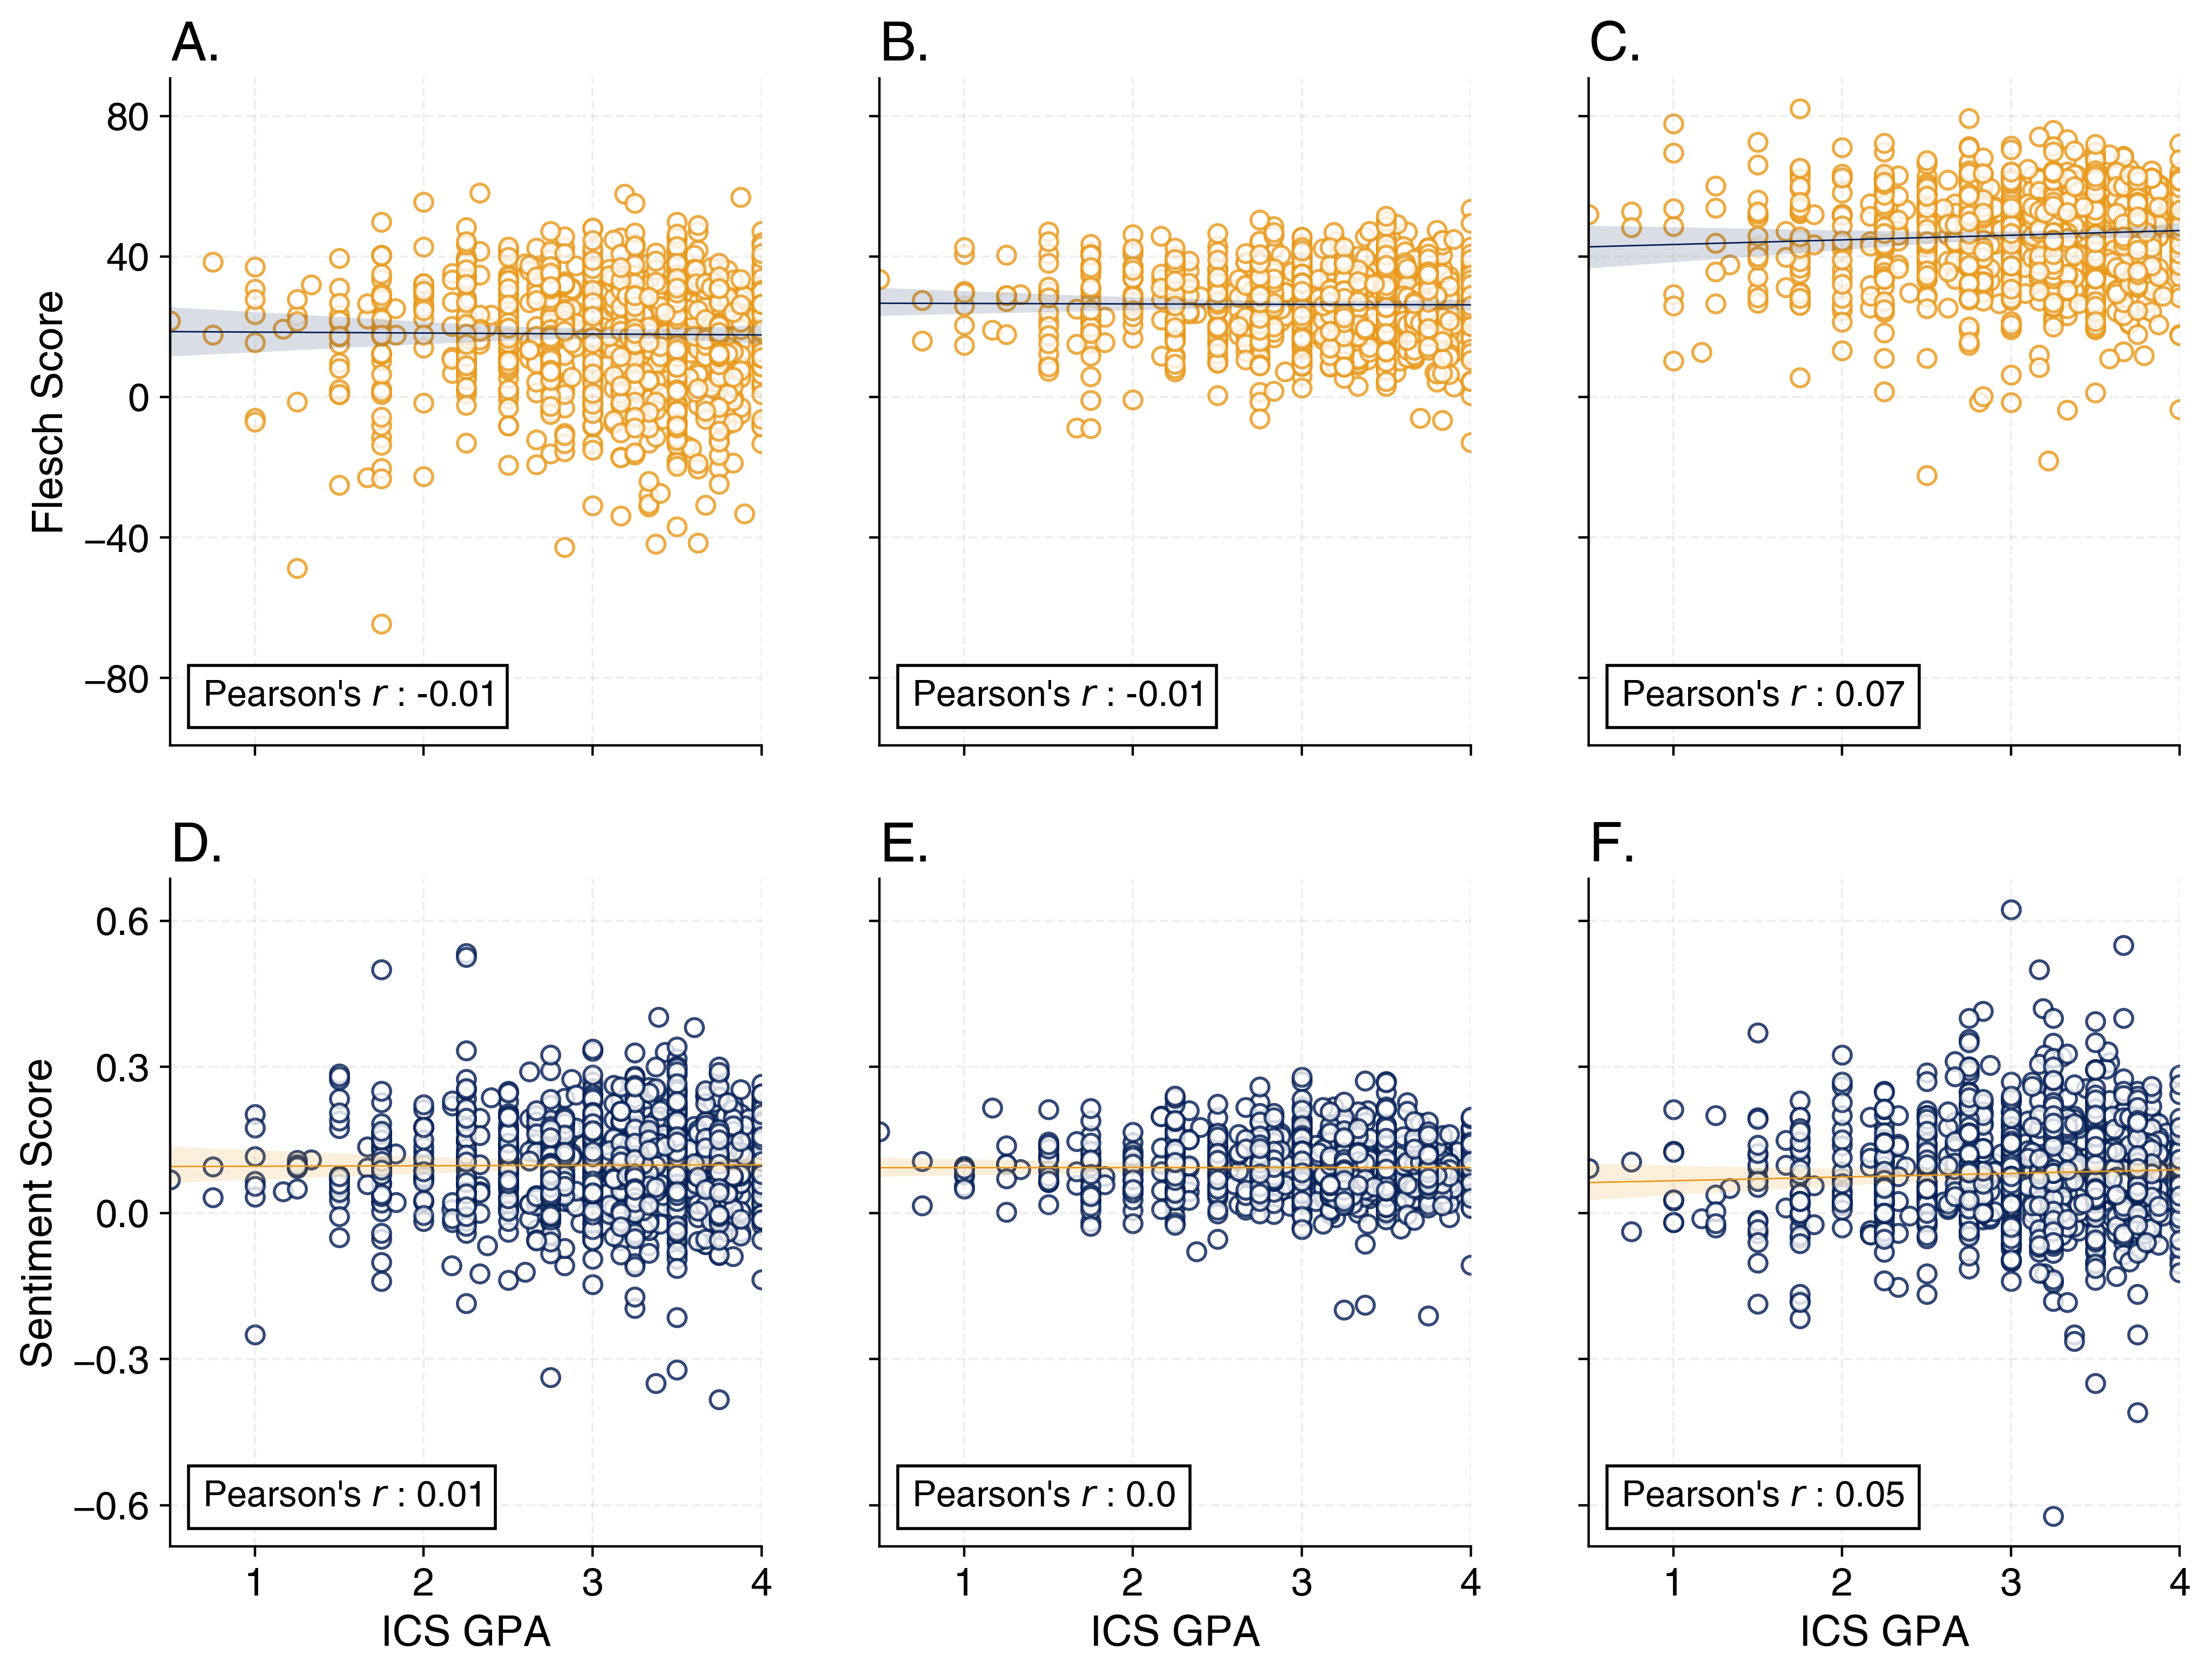 A.
B.
C.
80
40
0
−40
−80
Flesch Score
Pearson's r : -0.01
Pearson's r : -0.01
Pearson's r : 0.07
D.
E.
F.
0.6
0.3
0.0
−0.3
−0.6
Sentiment Score
Pearson's r : 0.01
Pearson's r : 0.0
Pearson's r : 0.05
1 2 3 4
1 2 3 4
1 2 3 4
ICS GPA
ICS GPA
ICS GPA